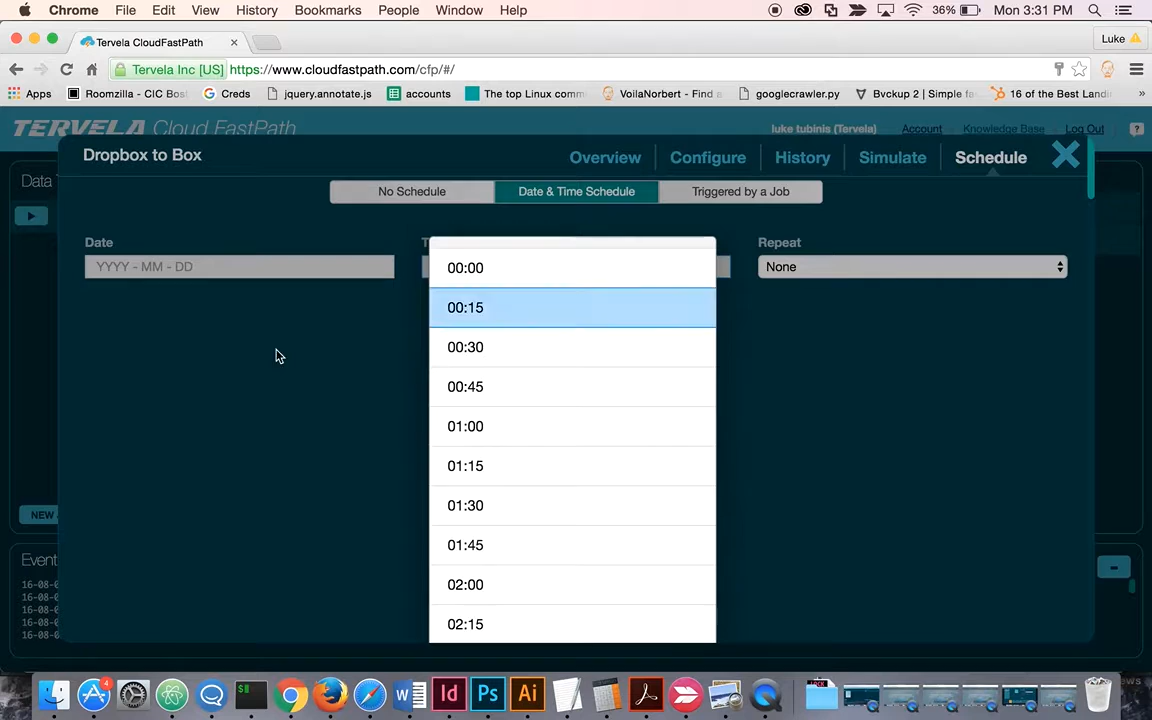 Chrome File Edit View History Bookmarks People Window Help 36% Mon 3:31 PM
Tervela CloudFastPath Luke
Tervela Inc [US] https://www.cloudfastpath.com/cfp/#/
Apps Roomzilla - CIC Bos Creds jquery.annotate.js accounts The top Linux comm VoilaNorbert - Find a googlecrawler.py Bvckup 2 | Simple fa 16 of the Best Landi »
TERVELA Cloud FastPath luke tubinis (Tervela) Account Knowledge Base Log Out ?
Data
Dropbox to Box Overview Configure History Simulate Schedule
No Schedule Date & Time Schedule Triggered by a Job
Date T Repeat
YYYY - MM - DD None
00:00
00:15
00:30
00:45
01:00
01:15
01:30
01:45
02:00
02:15
NEW
Event
16-08-0
16-08-0
16-08-0
16-08-0
16-08-0
4 $ Id Ps Ai